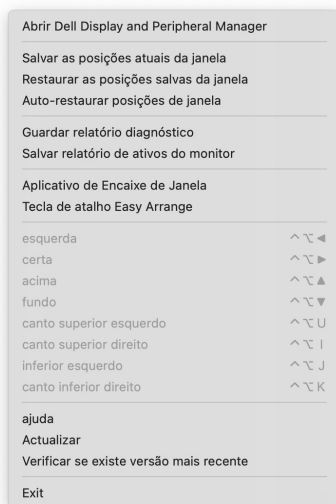 Abrir Dell Display and Peripheral Manager
Salvar as posições atuais da janela
Restaurar as posições salvas da janela
Auto-restaurar posições de janela
Guardar relatório diagnóstico
Salvar relatório de ativos do monitor
Aplicativo de Encaixe de Janela
Tecla de atalho Easy Arrange
esquerda ^⌥◀
certa ^⌥▶
acima ^⌥▲
fundo ^⌥▼
canto superior esquerdo ^⌥U
canto superior direito ^⌥I
inferior esquerdo ^⌥J
canto inferior direito ^⌥K
ajuda
Actualizar
Verificar se existe versão mais recente
Exit